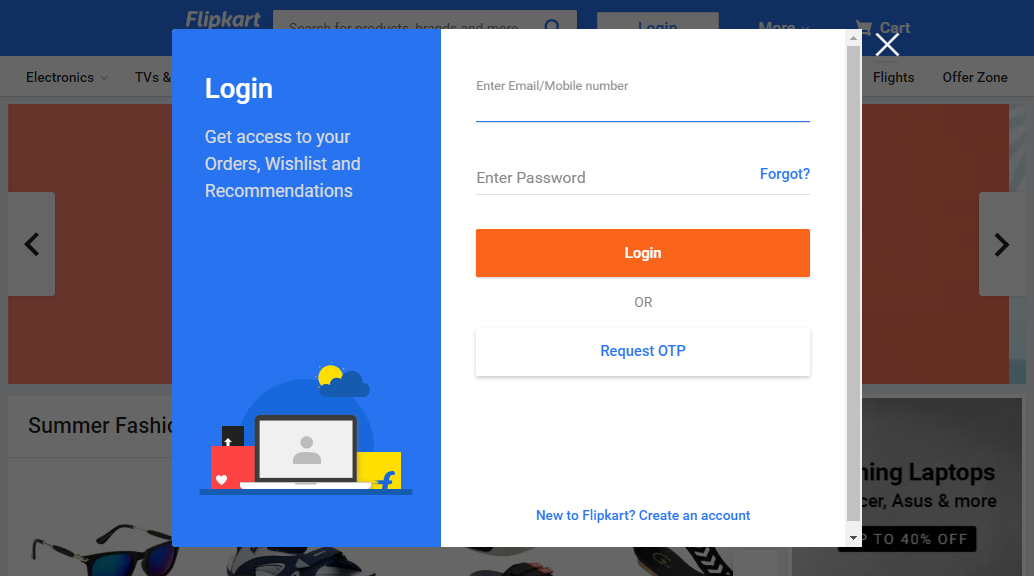 Flipkart
Search for products, brands and more
Login
More
Cart
Electronics
TVs &
Flights
Offer Zone
Login
Get access to your
Orders, Wishlist and
Recommendations
Enter Email/Mobile number
Enter Password
Forgot?
Login
OR
Request OTP
New to Flipkart? Create an account
Summer Fashio
ning Laptops
cer, Asus & more
P TO 40% OFF